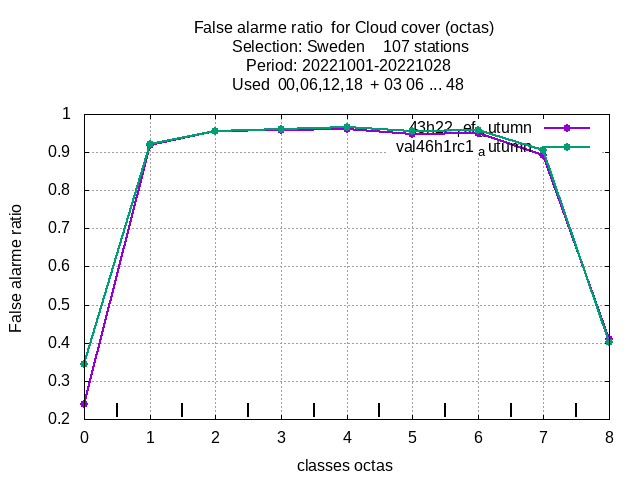 False alarme ratio for Cloud cover (octas)
Selection: Sweden 107 stations
Period: 20221001-20221028
Used 00,06,12,18 + 03 06 ... 48
1
0.9
0.8
0.7
0.6
0.5
0.4
0.3
0.2
False alarme ratio
utumn
val46h1rc1 a utumn
0 1 2 3 4 5 6 7 8
classes octas